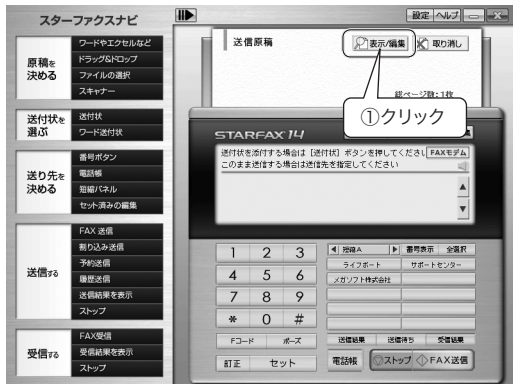 スターファクスナビ
設定
ヘルプ
原稿を
決める
ワードやエクセルなど
ドラッグ&ドロップ
ファイルの選択
スキャナー
送付状を
選ぶ
送付状
ワード送付状
送り先を
決める
番号ボタン
電話帳
短縮パネル
セット済みの編集
送信する
FAX 送信
割り込み送信
予約送信
履歴送信
送信結果を表示
ストップ
受信する
FAX受信
受信結果を表示
ストップ
送信原稿
表示/編集
取り消し
総ページ数:1枚
①クリック
STARFAX 14
送付状を添付する場合は [送付状] ボタンを押してくださ
FAXモデム
このまま送信する場合は送信先を指定してください
1 2 3
4 5 6
7 8 9
* 0 #
Fコード ポーズ
訂正 セット
短縮A
番号表示 全選択
ライフボート サポートセンター
メガソフト株式会社
送信結果 送信待ち 受信結果
電話帳 ストップ FAX送信